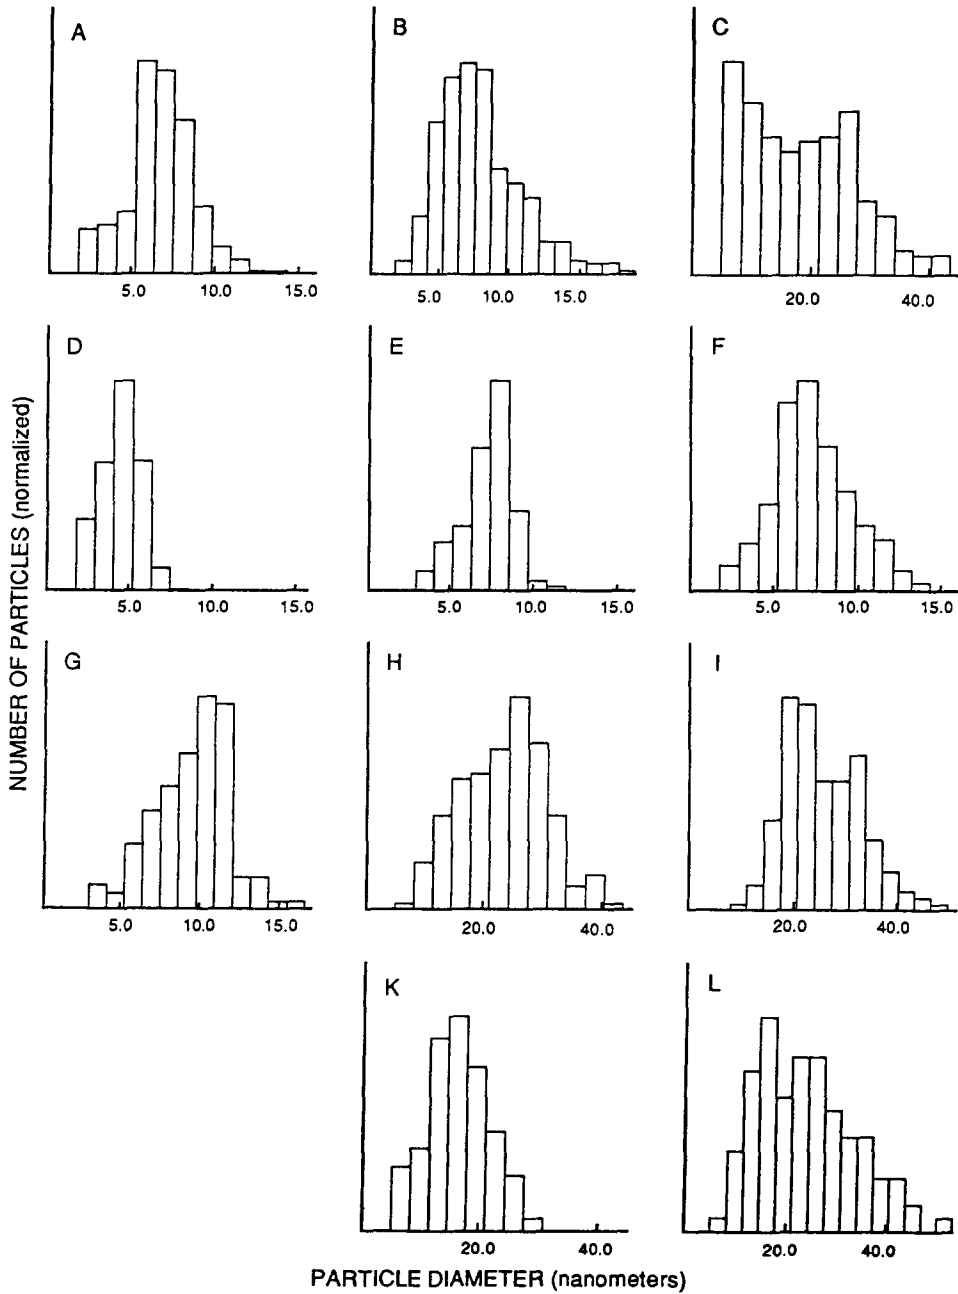 A
5.0 10.0 15.0
B
5.0 10.0 15.0
C
20.0 40.0
D
5.0 10.0 15.0
E
5.0 10.0 15.0
F
5.0 10.0 15.0
G
5.0 10.0 15.0
H
20.0 40.0
I
20.0 40.0
K
20.0 40.0
L
20.0 40.0
NUMBER OF PARTICLES (normalized)
PARTICLE DIAMETER (nanometers)